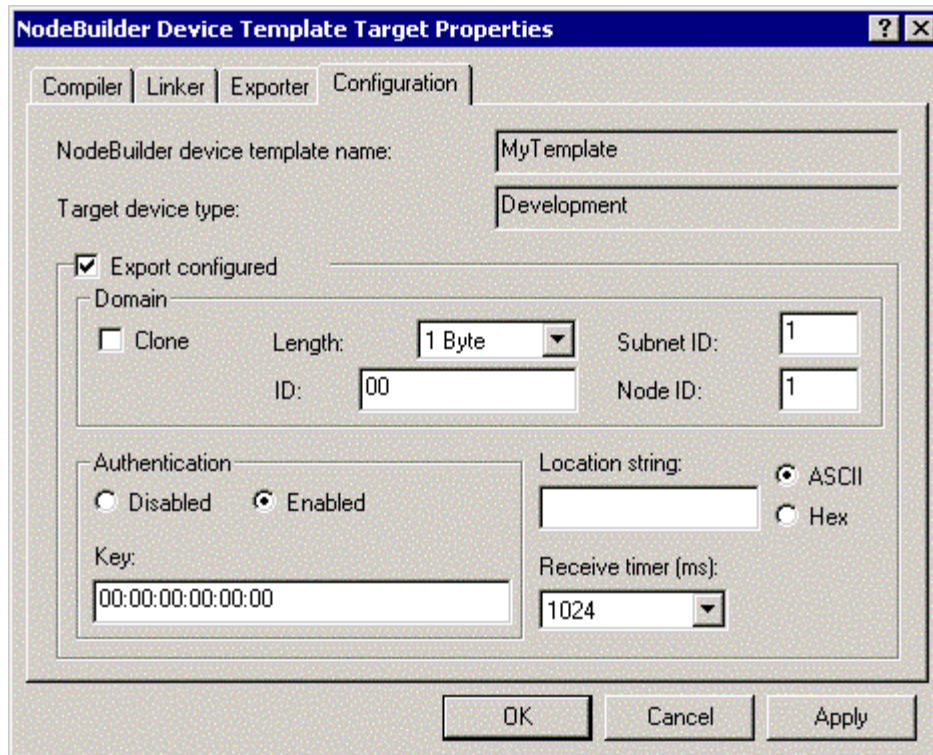 NodeBuilder Device Template Target Properties
Compiler Linker Exporter Configuration
NodeBuilder device template name: MyTemplate
Target device type: Development
Export configured
Domain
Clone Length: 1 Byte Subnet ID: 1
ID: 00 Node ID: 1
Authentication
Disabled Enabled
Key:
00:00:00:00:00:00
Location string:
ASCII
Hex
Receive timer (ms):
1024
OK Cancel Apply